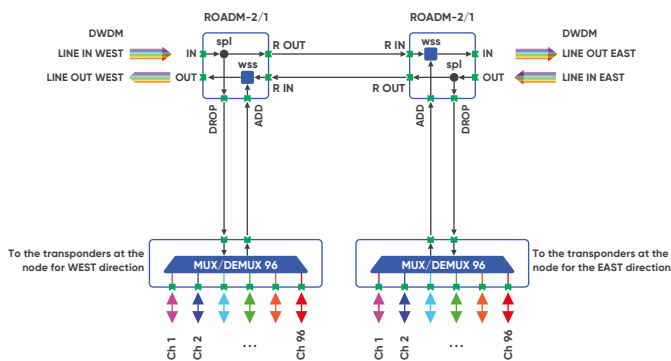 ROADM-2/1
ROADM-2/1
DWDM
DWDM
LINE IN WEST
IN
spl
R OUT
R IN
wss
IN
LINE OUT EAST
LINE OUT WEST
OUT
wss
R IN
R OUT
spl
OUT
LINE IN EAST
DROP
ADD
ADD
DROP
To the transponders at the
node for WEST direction
MUX/DEMUX 96
MUX/DEMUX 96
To the transponders at the
node for the EAST direction
Ch 1
Ch 2
...
Ch 96
Ch 1
Ch 2
...
Ch 96